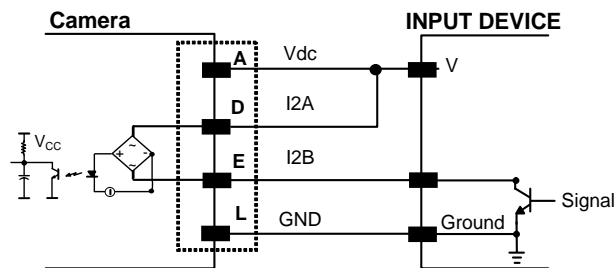 Camera
INPUT DEVICE
A
Vdc
V
D
I2A
VCC
E
I2B
Signal
L
GND
Ground